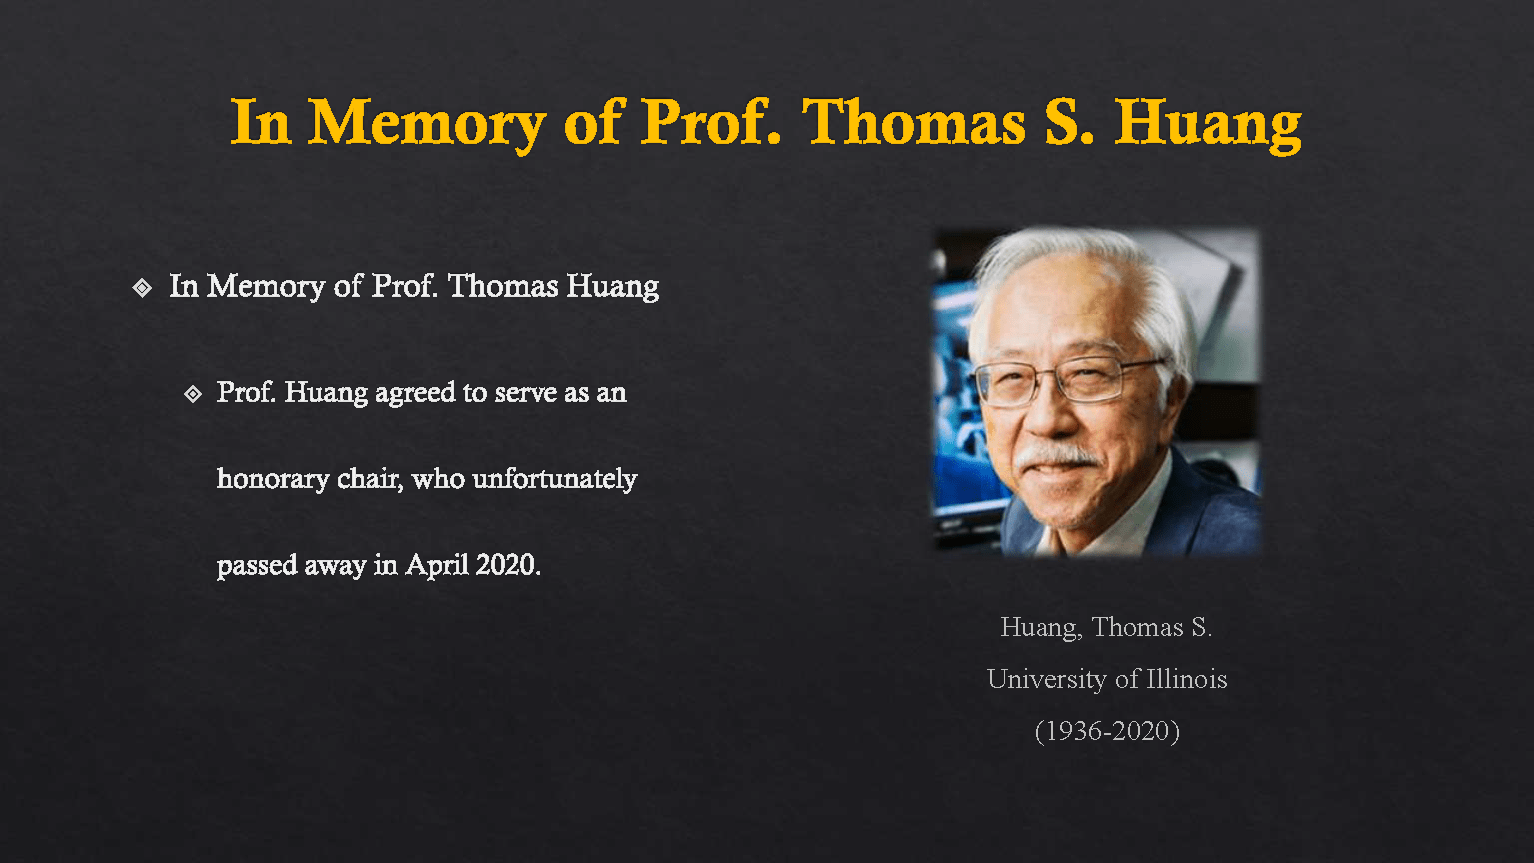 In Memory of Prof. Thomas S. Huang
In Memory of Prof. Thomas Huang
Prof. Huang agreed to serve as an
honorary chair, who unfortunately
passed away in April 2020.
Huang, Thomas S.
University of Illinois
(1936-2020)